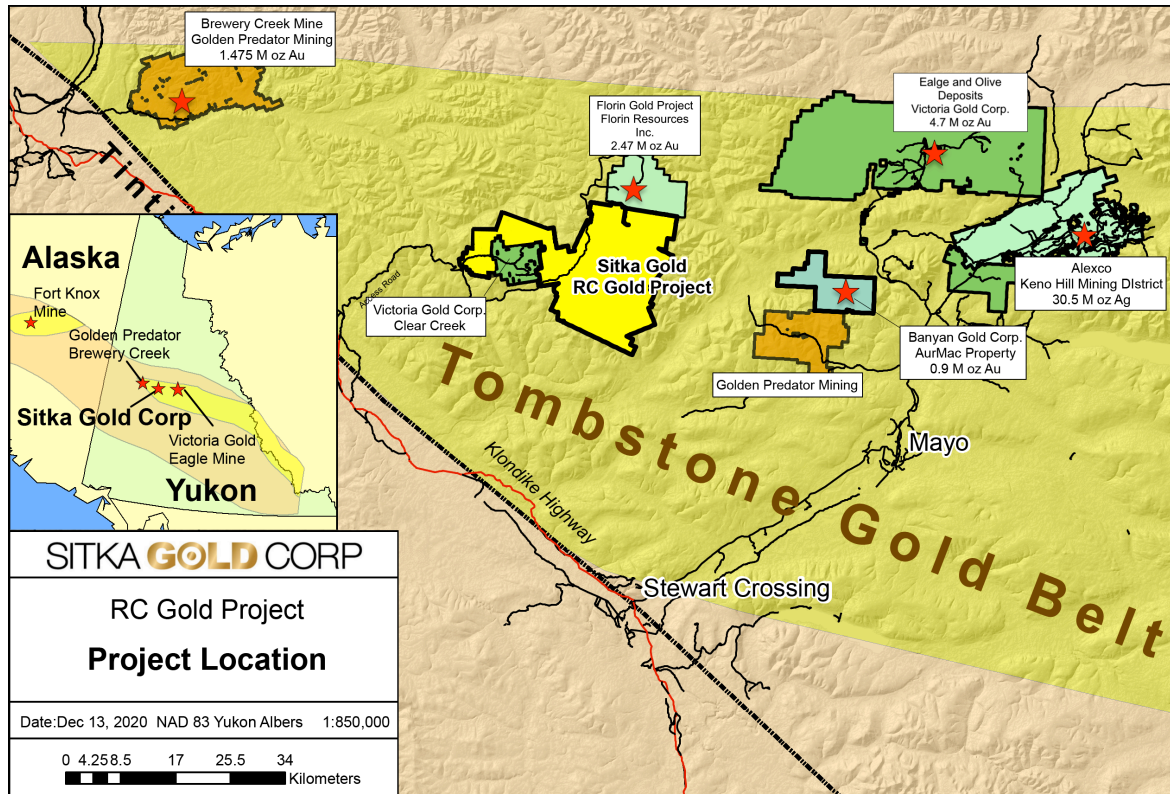 Brewery Creek Mine
Golden Predator Mining
1.475 M oz Au
Florin Gold Project
Florin Resources
Inc.
2.47 M oz Au
Ealge and Olive
Deposits
Victoria Gold Corp.
4.7 M oz Au
Tinti
Sitka Gold
RC Gold Project
Access Road
Victoria Gold Corp.
Clear Creek
Alexco
Keno Hill Mining DIstrict
30.5 M oz Ag
Banyan Gold Corp.
AurMac Property
0.9 M oz Au
Golden Predator Mining
Tombstone Gold Belt
Mayo
Klondike Highway
Stewart Crossing
Alaska
Fort Knox
Mine
Golden Predator
Brewery Creek
Sitka Gold Corp
Victoria Gold
Eagle Mine
Yukon
SITKA GOLD CORP
RC Gold Project
Project Location
Date:Dec 13, 2020 NAD 83 Yukon Albers 1:850,000
0 4.25 8.5 17 25.5 34
Kilometers